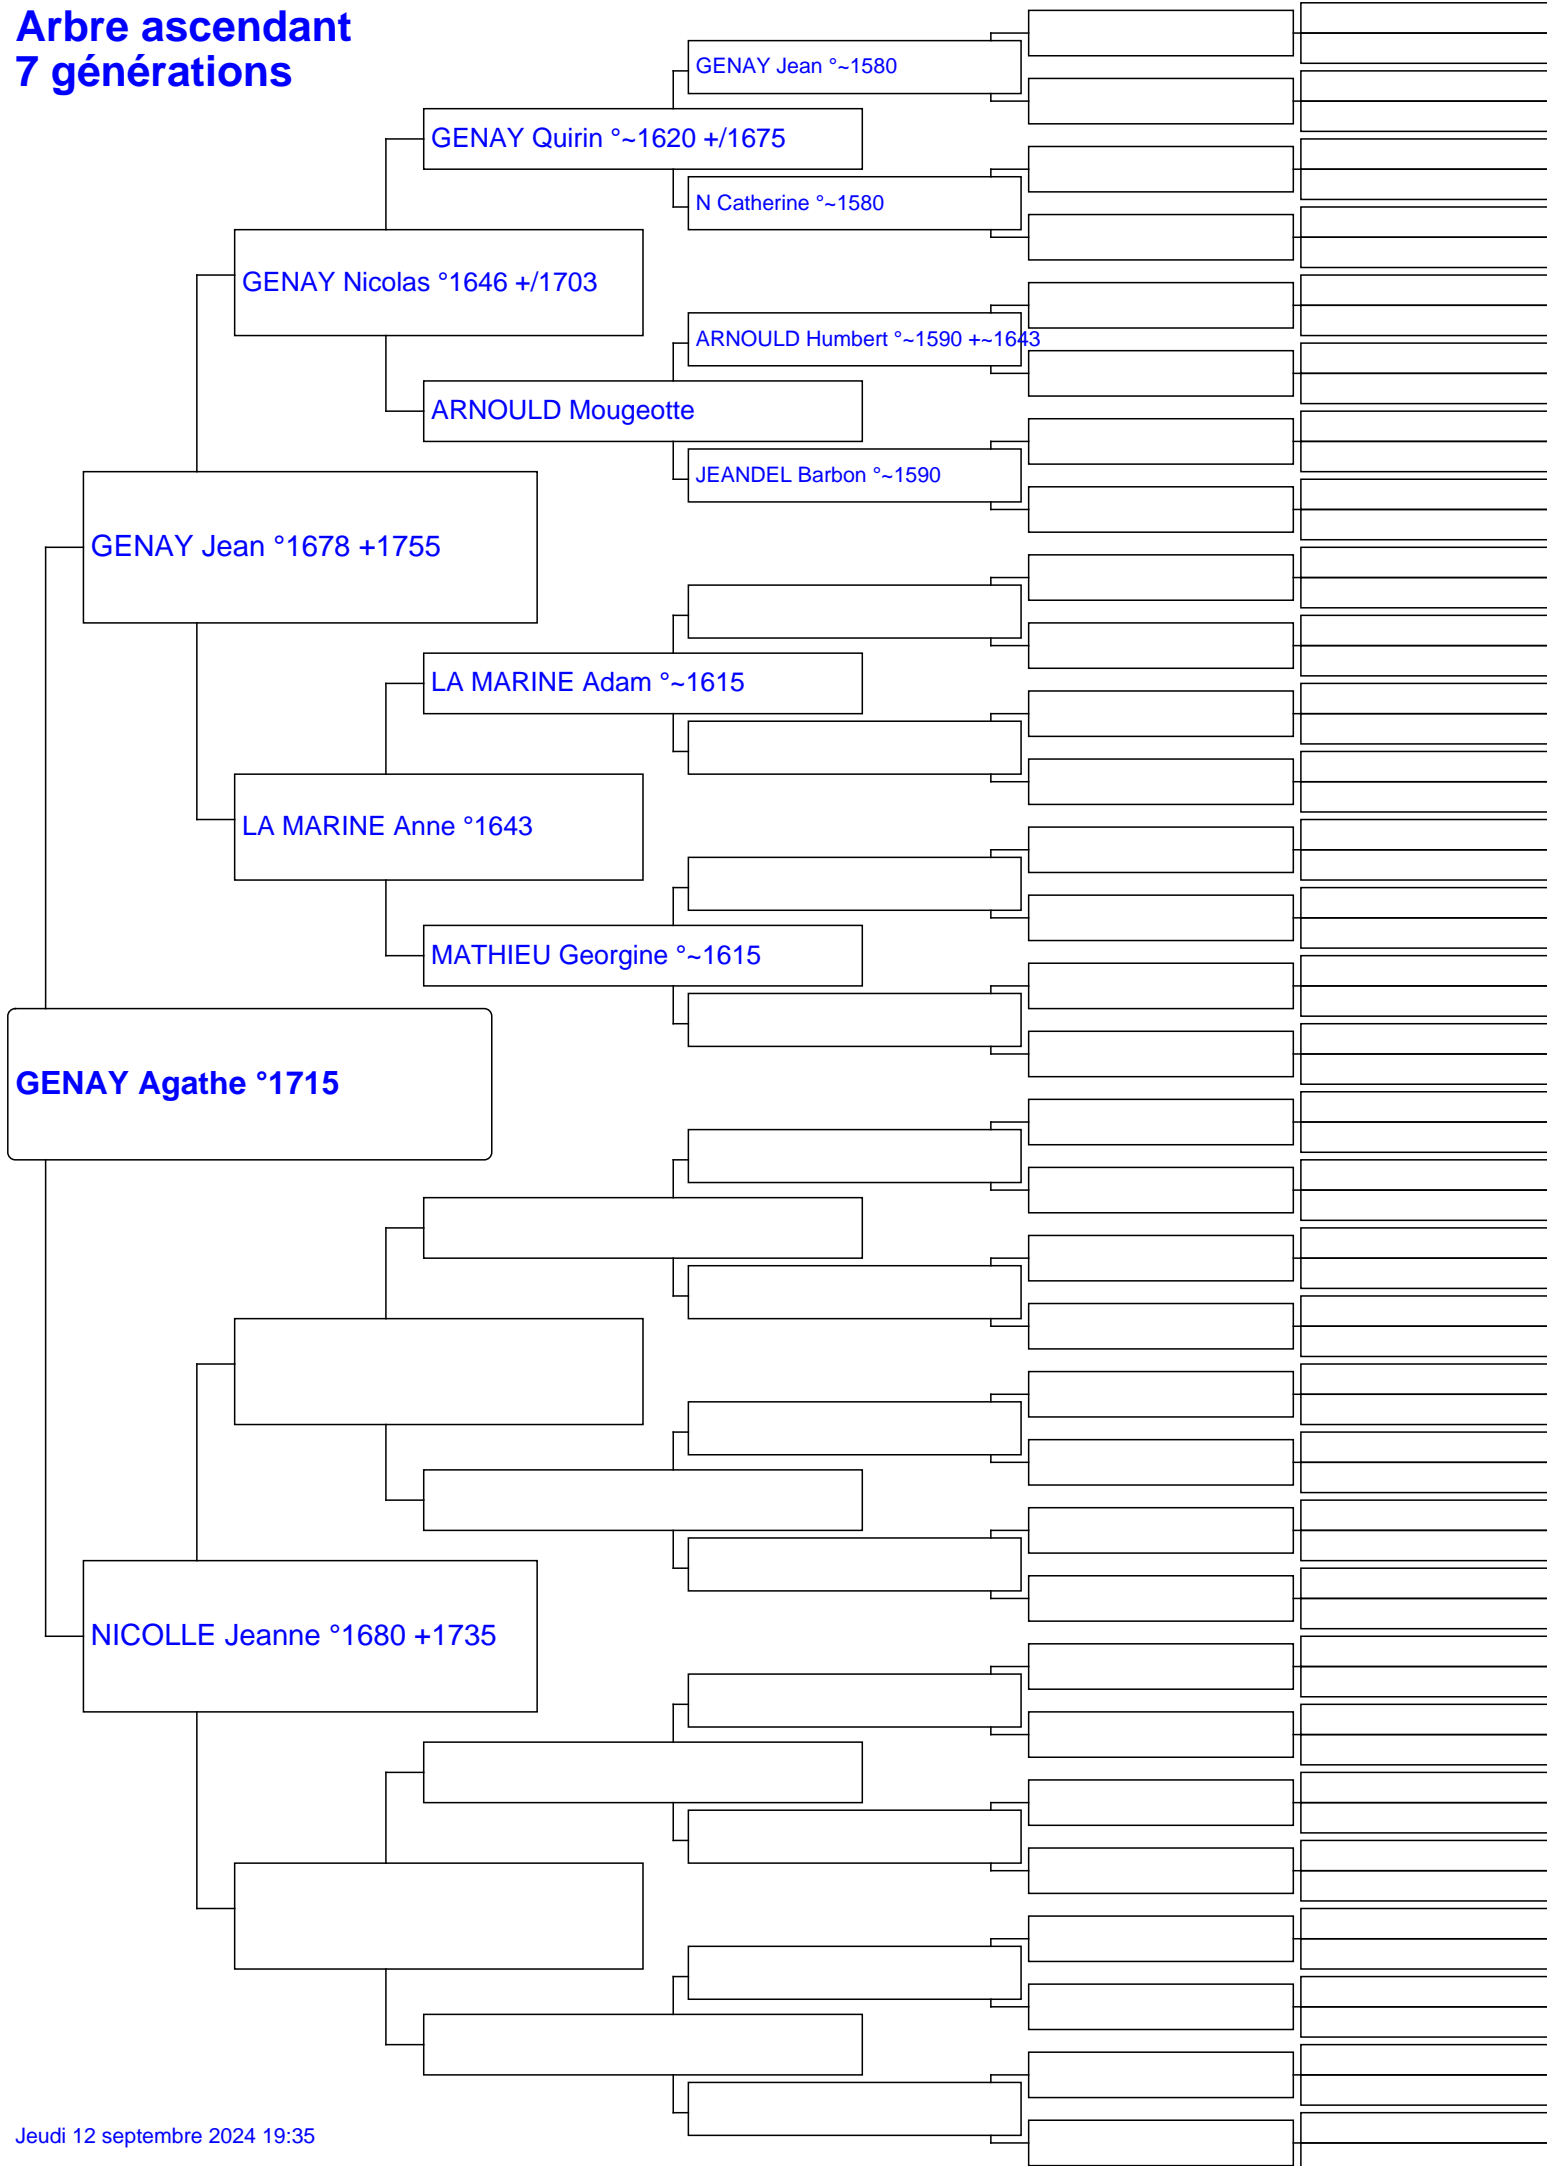 Arbre ascendant
7 générations
GENAY Jean °~1580
GENAY Quirin °~1620 +/1675
N Catherine °~1580
GENAY Nicolas °1646 +/1703
ARNOULD Humbert °~1590 +~1643
ARNOULD Mougeotte
JEANDEL Barbon °~1590
GENAY Jean °1678 +1755
LA MARINE Adam °~1615
LA MARINE Anne °1643
MATHIEU Georgine °~1615
GENAY Agathe °1715
NICOLLE Jeanne °1680 +1735
Jeudi 12 septembre 2024 19:35